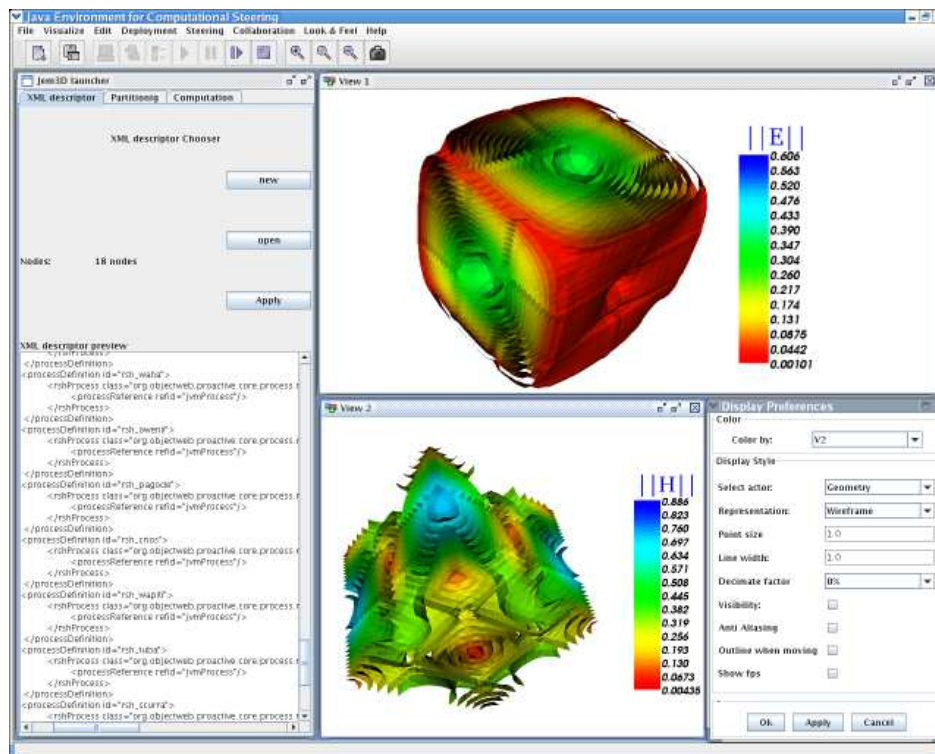 Java Environment for Computational Steering
File Visualize Edit Deployment Steering Collaboration Look & Feel Help
Jem3D launcher
XML descriptor Partitionig Computation
XML descriptor Chooser
new
open
Nodes: 18 nodes
Apply
XML descriptor preview
</rshProcess>
</processDefinition>
<processDefinition id="rsh_waha">
<rshProcess class="org.objectweb.proactive.core.process.r
<processReference refid="jvmProcess"/>
</rshProcess>
</processDefinition>
<processDefinition id="rsh_owenii">
<rshProcess class="org.objectweb.proactive.core.process.r
<processReference refid="jvmProcess"/>
</rshProcess>
</processDefinition>
<processDefinition id="rsh_pagode">
<rshProcess class="org.objectweb.proactive.core.process.r
<processReference refid="jvmProcess"/>
</rshProcess>
</processDefinition>
<processDefinition id="rsh_crios">
<rshProcess class="org.objectweb.proactive.core.process.r
<processReference refid="jvmProcess"/>
</rshProcess>
</processDefinition>
<processDefinition id="rsh_wapiti">
<rshProcess class="org.objectweb.proactive.core.process.r
<processReference refid="jvmProcess"/>
</rshProcess>
</processDefinition>
<processDefinition id="rsh_tuba">
<rshProcess class="org.objectweb.proactive.core.process.r
<processReference refid="jvmProcess"/>
</rshProcess>
</processDefinition>
<processDefinition id="rsh_scurra">
<rshProcess class="org.objectweb.proactive.core.process.r
View 1
||E||
0.606
0.563
0.520
0.476
0.433
0.390
0.347
0.304
0.260
0.217
0.174
0.131
0.0875
0.0442
0.00101
View 2
||H||
0.886
0.823
0.760
0.697
0.634
0.571
0.508
0.445
0.382
0.319
0.256
0.193
0.130
0.0673
0.00435
Display Preferences
Color
Color by: V2
Display Style
Select actor: Geometry
Representation: Wireframe
Point size 1.0
Line width: 1.0
Decimate factor 0%
Visibility:
Anti Aliasing
Outline when moving
Show fps
Ok Apply Cancel